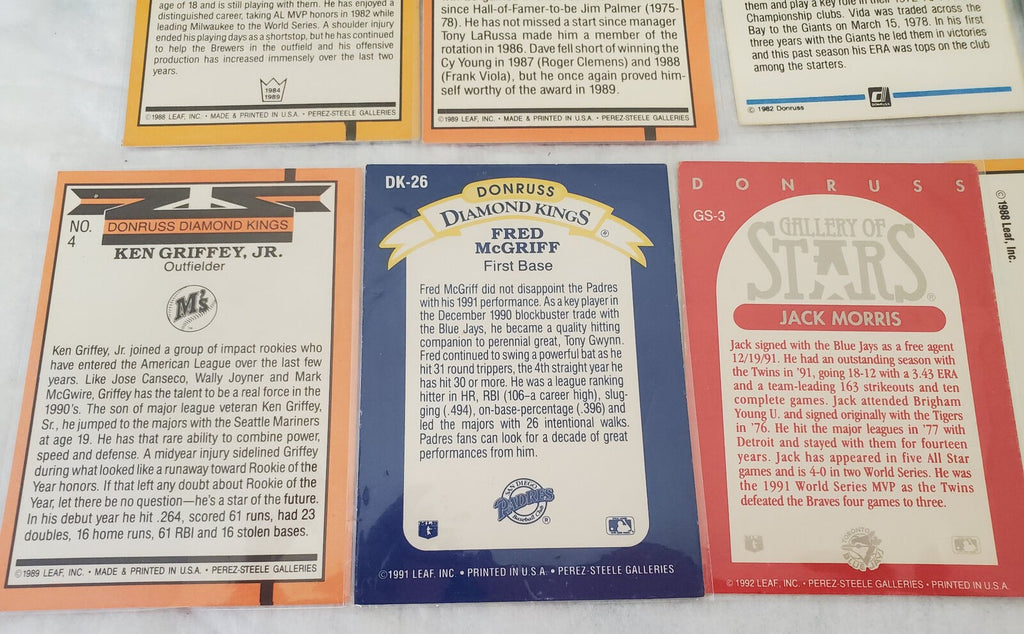 age of 18 and is still playing with them. He has enjoyed a
distinguished career, taking AL MVP honors in 1982 while
leading Milwaukee to the World Series. A shoulder injury
ended his playing days as a shortstop, but he has continued
to help the Brewers in the outfield and his offensive
production has increased immensely over the last two
years.
1984
1989
©1988 LEAF, INC. • MADE & PRINTED IN U.S.A. • PEREZ-STEELE GALLERIES
since Hall-of-Famer-to-be Jim Palmer (1975-
78). He has not missed a start since manager
Tony LaRussa made him a member of the
rotation in 1986. Dave fell short of winning the
Cy Young in 1987 (Roger Clemens) and 1988
(Frank Viola), but he once again proved him-
self worthy of the award in 1989.
©1989 LEAF, INC. • MADE & PRINTED IN U.S.A. • PEREZ-STEELE GALLERIES
them and play a key role in their
Championship clubs. Vida was traded across the
Bay to the Giants on March 15, 1978. In his first
three years with the Giants he led them in victories
and this past season his ERA was tops on the club
among the starters.
© 1982 Donruss
DONRUSS
NO.
4
DONRUSS DIAMOND KINGS
KEN GRIFFEY, JR.
Outfielder
M's
Ken Griffey, Jr. joined a group of impact rookies who
have entered the American League over the last few
years. Like Jose Canseco, Wally Joyner and Mark
McGwire, Griffey has the talent to be a real force in the
1990's. The son of major league veteran Ken Griffey,
Sr., he jumped to the majors with the Seattle Mariners
at age 19. He has that rare ability to combine power,
speed and defense. A midyear injury sidelined Griffey
during what looked like a runaway toward Rookie of the
Year honors. If that left any doubt about Rookie of the
Year, let there be no question—he's a star of the future.
In his debut year he hit .264, scored 61 runs, had 23
doubles, 16 home runs, 61 RBI and 16 stolen bases.
©1989 LEAF, INC. • MADE & PRINTED IN U.S.A. • PEREZ-STEELE GALLERIES
DK-26
DONRUSS
DIAMOND KINGS
®
FRED
McGRIFF
First Base
Fred McGriff did not disappoint the Padres
with his 1991 performance. As a key player in
the December 1990 blockbuster trade with
the Blue Jays, he became a quality hitting
companion to perennial great, Tony Gwynn.
Fred continued to swing a powerful bat as he
hit 31 round trippers, the 4th straight year he
has hit 30 or more. He was a league ranking
hitter in HR, RBI (106–a career high), slug-
ging (.494), on-base-percentage (.396) and
led the majors with 26 intentional walks.
Padres fans can look for a decade of great
performances from him.
SAN DIEGO
PADRES
Baseball Club
®
©1991 LEAF, INC. • PRINTED IN U.S.A. • PEREZ-STEELE GALLERIES
DONRUSS
GS-3
GALLERY OF
STARS
®
JACK MORRIS
Jack signed with the Blue Jays as a free agent
12/19/91. He had an outstanding season with
the Twins in '91, going 18-12 with a 3.43 ERA
and a team-leading 163 strikeouts and ten
complete games. Jack attended Brigham
Young U. and signed originally with the Tigers
in '76. He hit the major leagues in '77 with
Detroit and stayed with them for fourteen
years. Jack has appeared in five All Star
games and is 4-0 in two World Series. He was
the 1991 World Series MVP as the Twins
defeated the Braves four games to three.
TORONTO
BLUE JAYS
©1992 LEAF, INC. • PEREZ-STEELE GALLERIES • PRINTED IN U.S.A.
© 1988 Leaf, Inc.